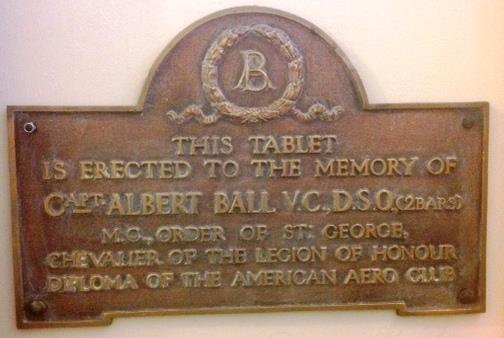 AB
THIS TABLET
IS ERECTED TO THE MEMORY OF
CAPT. ALBERT BALL V.C., D.S.O. (2 BARS)
M.C., ORDER OF ST. GEORGE,
CHEVALIER OF THE LEGION OF HONOUR
DIPLOMA OF THE AMERICAN AERO CLUB